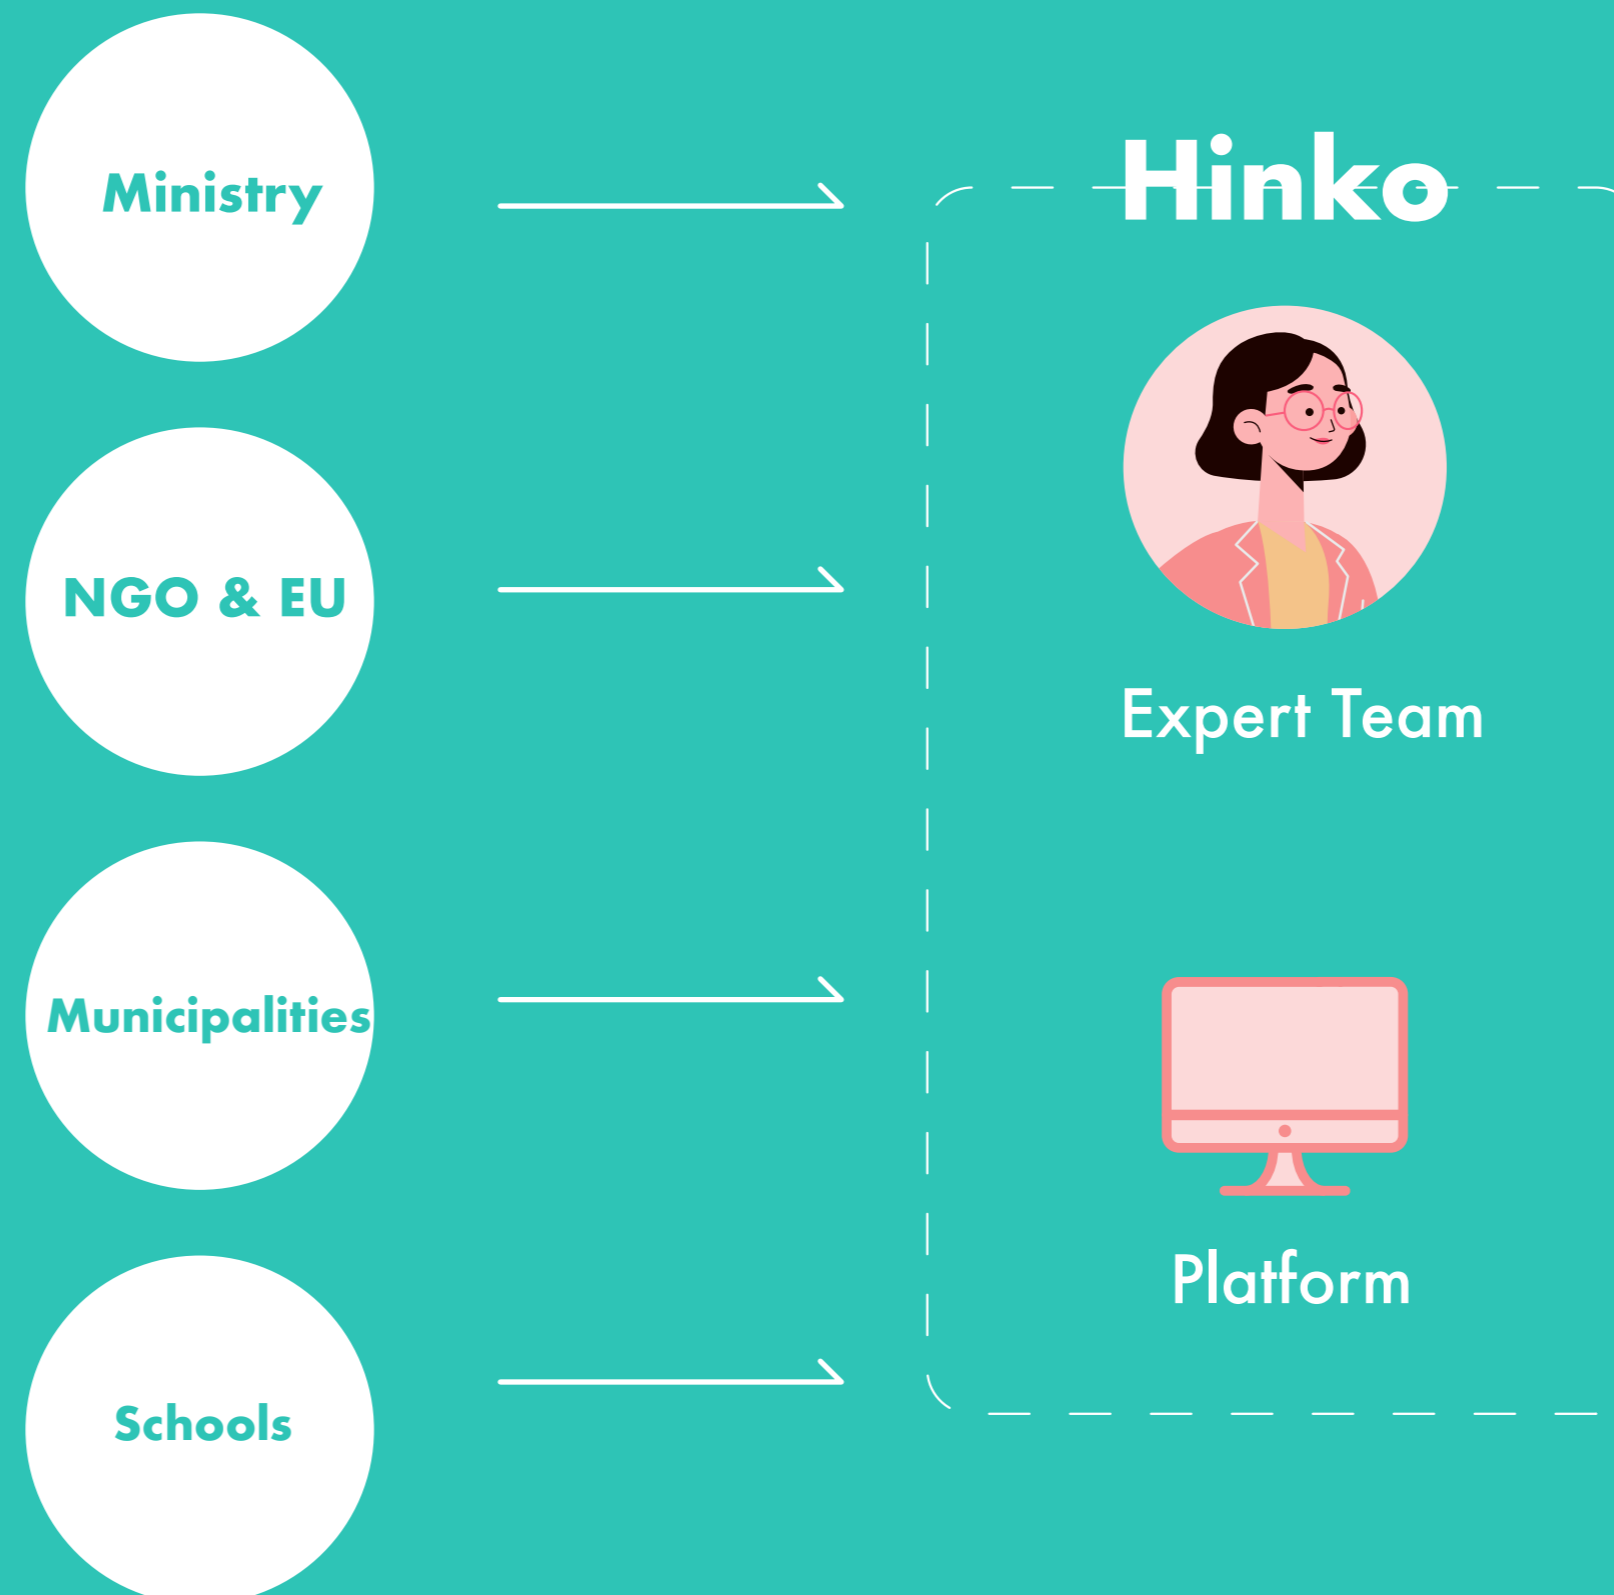 Ministry
NGO & EU
Municipalities
Schools
Hinko
Expert Team
Platform